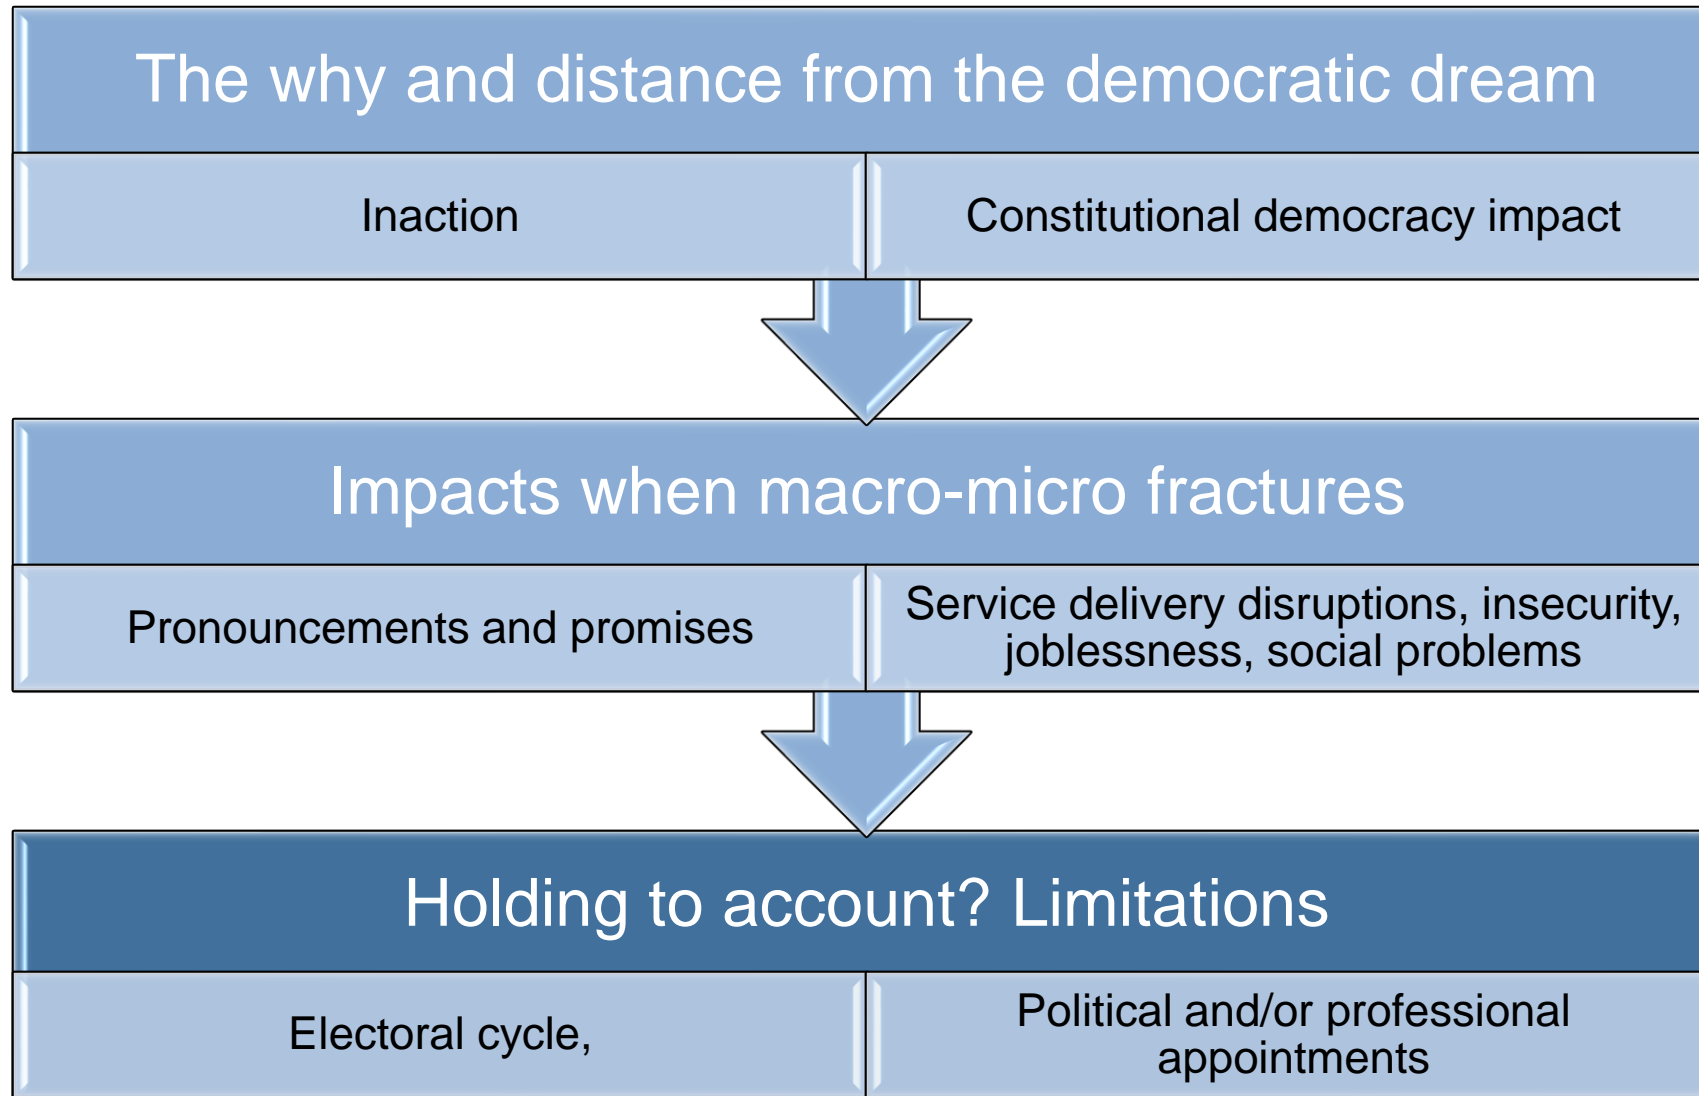 The why and distance from the democratic dream
Inaction
Constitutional democracy impact
Impacts when macro-micro fractures
Pronouncements and promises
Service delivery disruptions, insecurity,
joblessness, social problems
Holding to account? Limitations
Electoral cycle,
Political and/or professional
appointments